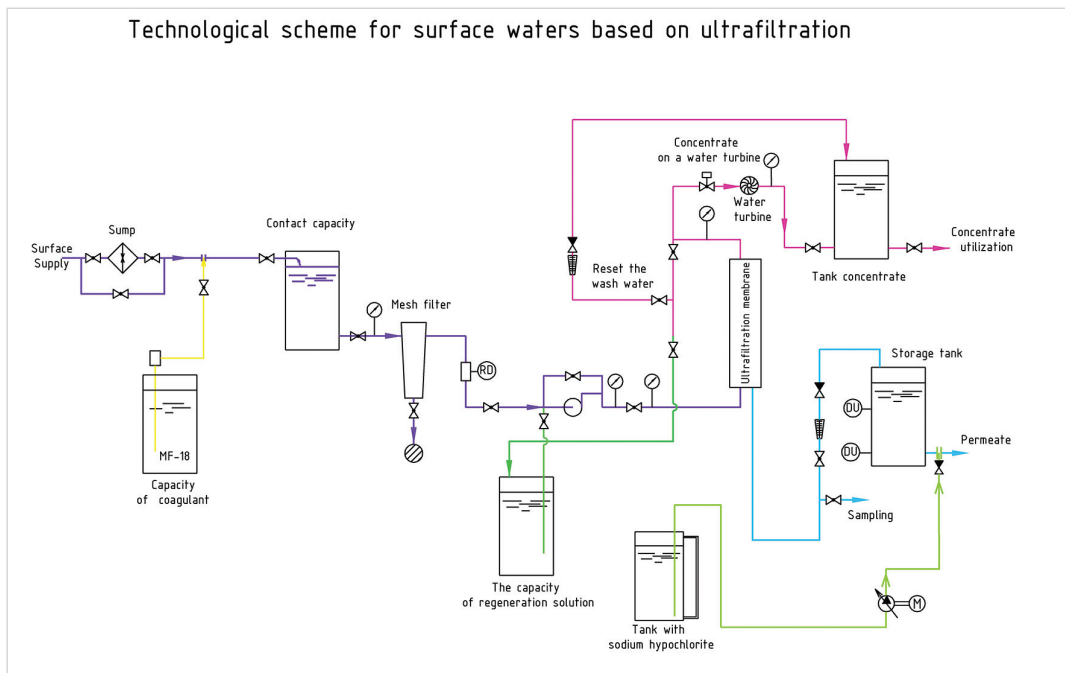 Technological scheme for surface waters based on ultrafiltration
Concentrate
on a water turbine
Water
turbine
Concentrate
utilization
Tank concentrate
Contact capacity
Sump
Surface
Supply
Reset the
wash water
Mesh filter
Ultrafiltration membrane
RD
Storage tank
DU
DU
Permeate
Sampling
MF-18
Capacity
of coagulant
The capacity
of regeneration solution
Tank with
sodium hypochlorite
M